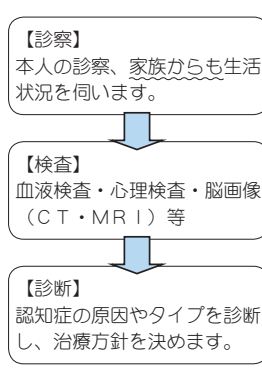 【診察】
本人の診察、家族からも生活
状況を伺います。
【検査】
血液検査・心理検査・脳画像
（ＣＴ・ＭＲＩ）等
【診断】
認知症の原因やタイプを診断
し、治療方針を決めます。